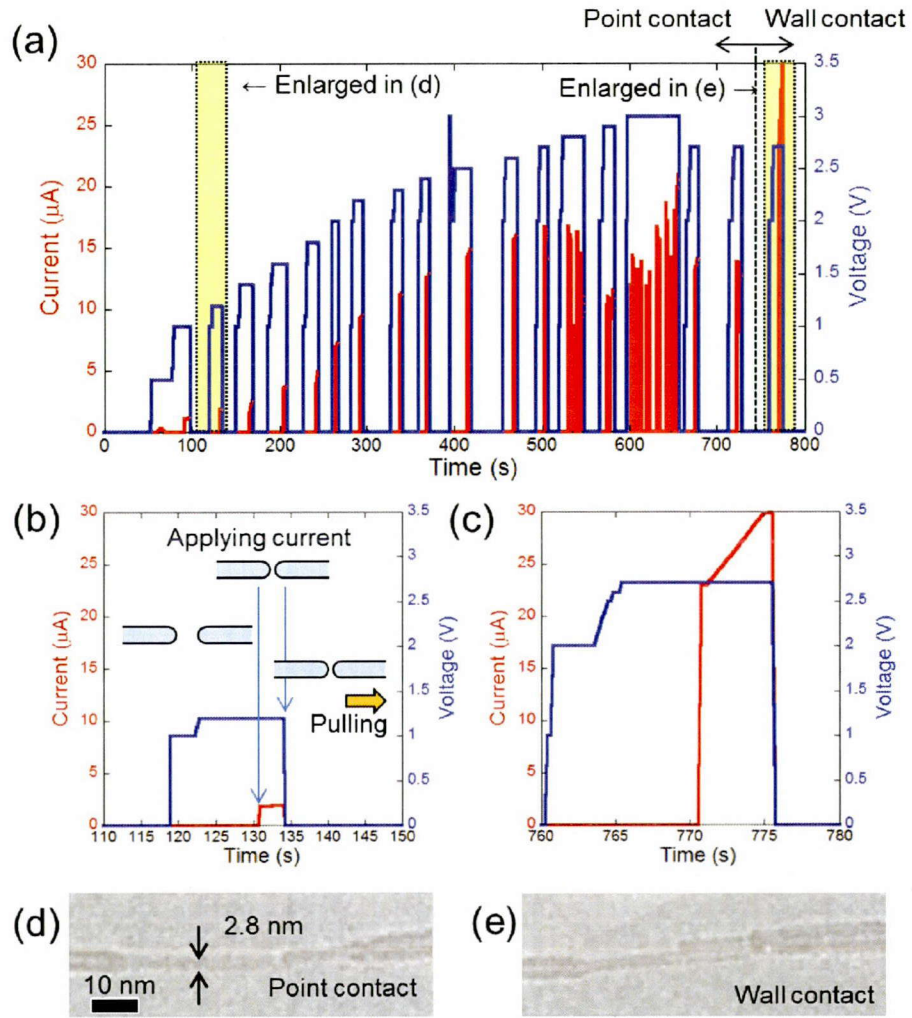 Point contact Wall contact
(a)
30
25
20
15
10
5
0
Current (μA)
← Enlarged in (d)
Enlarged in (e) →
3.5
3
2.5
2
1.5
1
0.5
0
Voltage (V)
0 100 200 300 400 500 600 700 800
Time (s)
(b)
30
25
20
15
10
5
0
Current (μA)
Applying current
Pulling
3.5
3
2.5
2
1.5
1
0.5
0
Voltage (V)
110 115 120 125 130 135 140 145 150
Time (s)
(c)
30
25
20
15
10
5
0
Current (μA)
3.5
3
2.5
2
1.5
1
0.5
0
Voltage (V)
760 765 770 775 780
Time (s)
(d)
2.8 nm
10 nm
Point contact
(e)
Wall contact